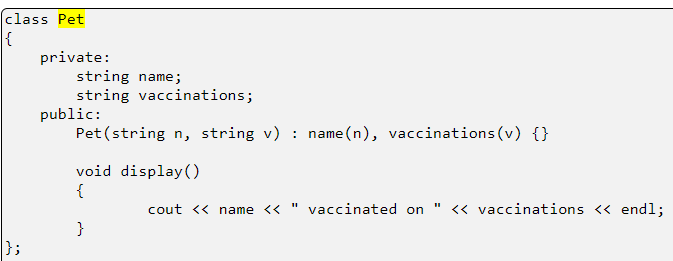 class Pet
{
    private:
        string name;
        string vaccinations;
    public:
        Pet(string n, string v) : name(n), vaccinations(v) {}

        void display()
        {
                cout << name << " vaccinated on " << vaccinations << endl;
        }
};